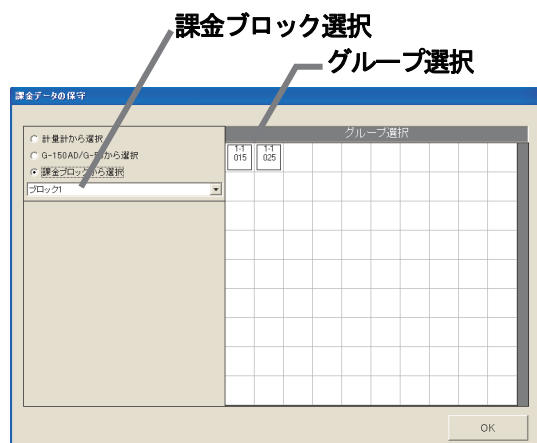 課金ブロック選択
グループ選択
課金データの保守
計量計から選択
G-150AD/G-50から選択
課金ブロックから選択
ブロック1
グループ選択
1-1 1-1
015 025
OK